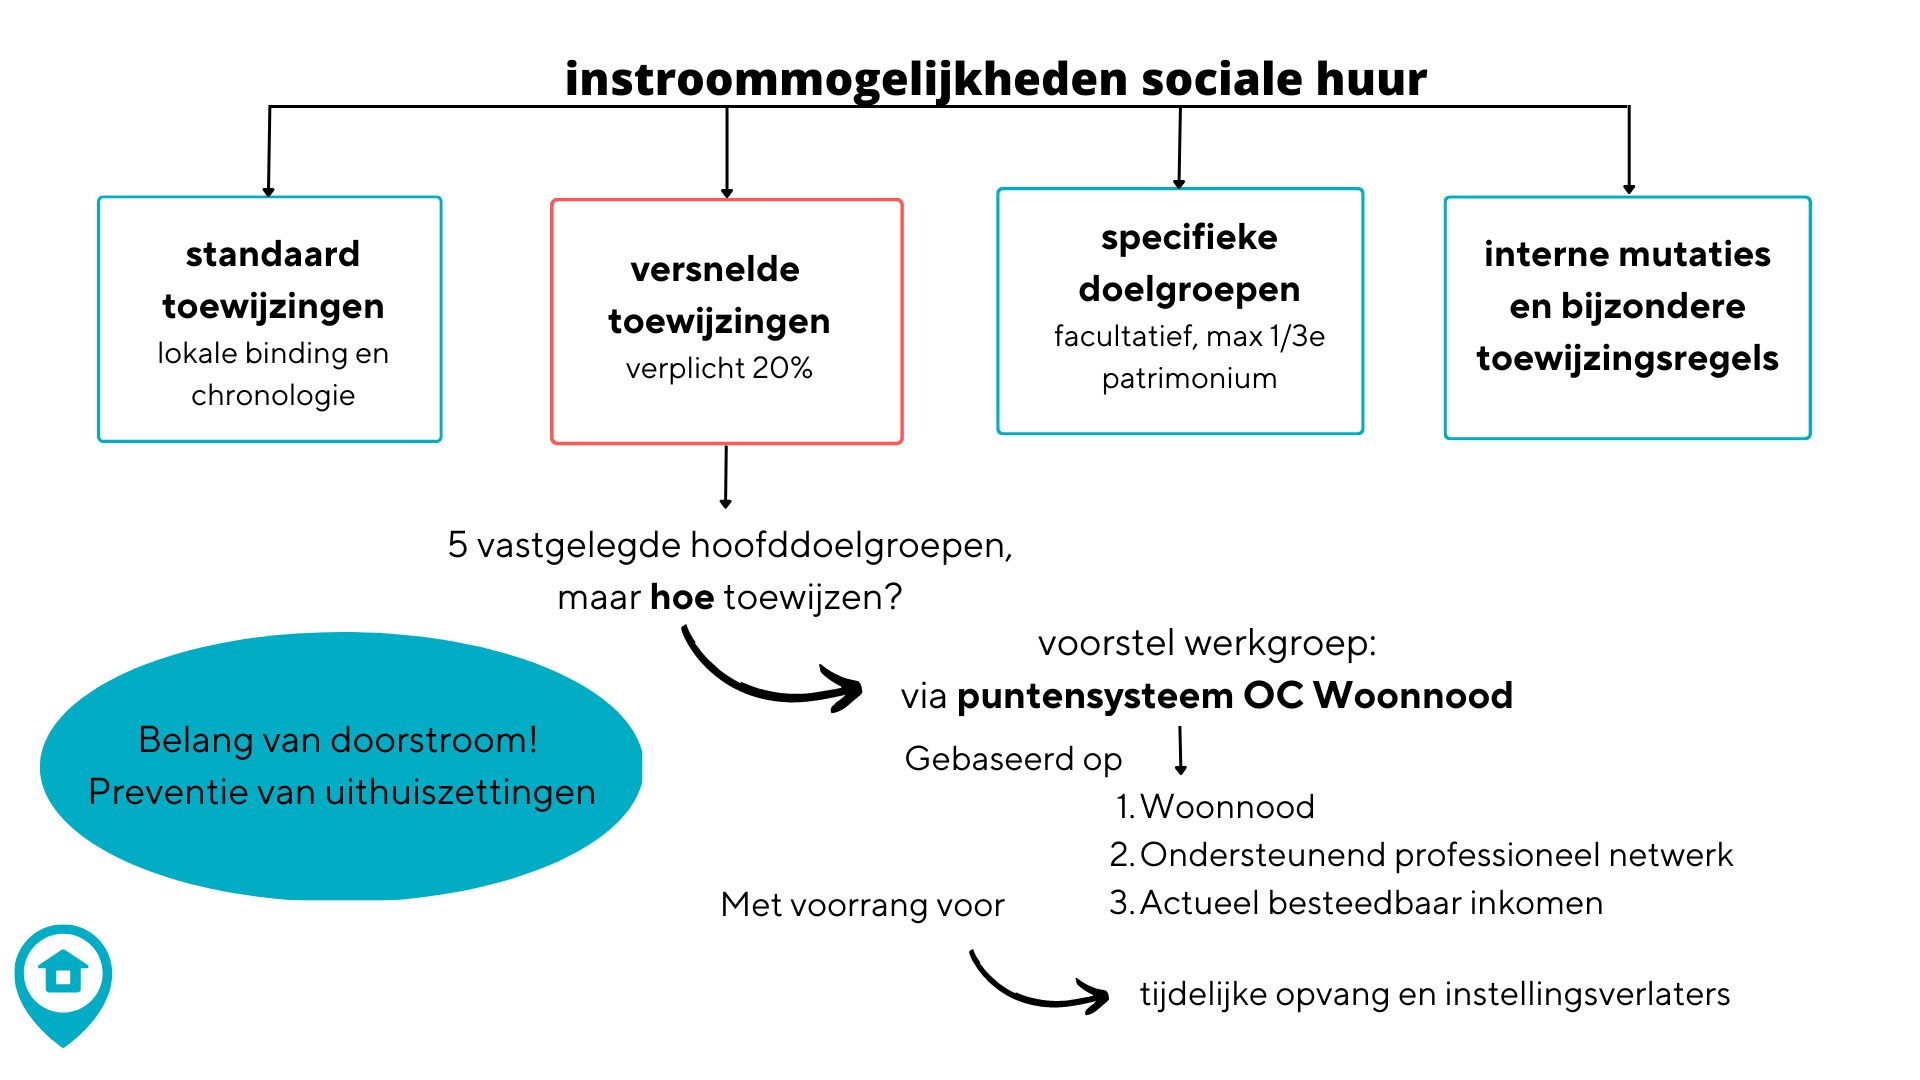 instroommogelijkheden sociale huur
standaard
toewijzingen
lokale binding en
chronologie
versnelde
toewijzingen
verplicht 20%
specifieke
doelgroepen
facultatief, max 1/3e
patrimonium
interne mutaties
en bijzondere
toewijzingsregels
5 vastgelegde hoofddoelgroepen,
maar hoe toewijzen?
voorstel werkgroep:
via puntensysteem OC Woonnood
Gebaseerd op
1. Woonnood
2. Ondersteunend professioneel netwerk
3. Actueel besteedbaar inkomen
Met voorrang voor
tijdelijke opvang en instellingsverlaters
Belang van doorstroom!
Preventie van uithuiszettingen